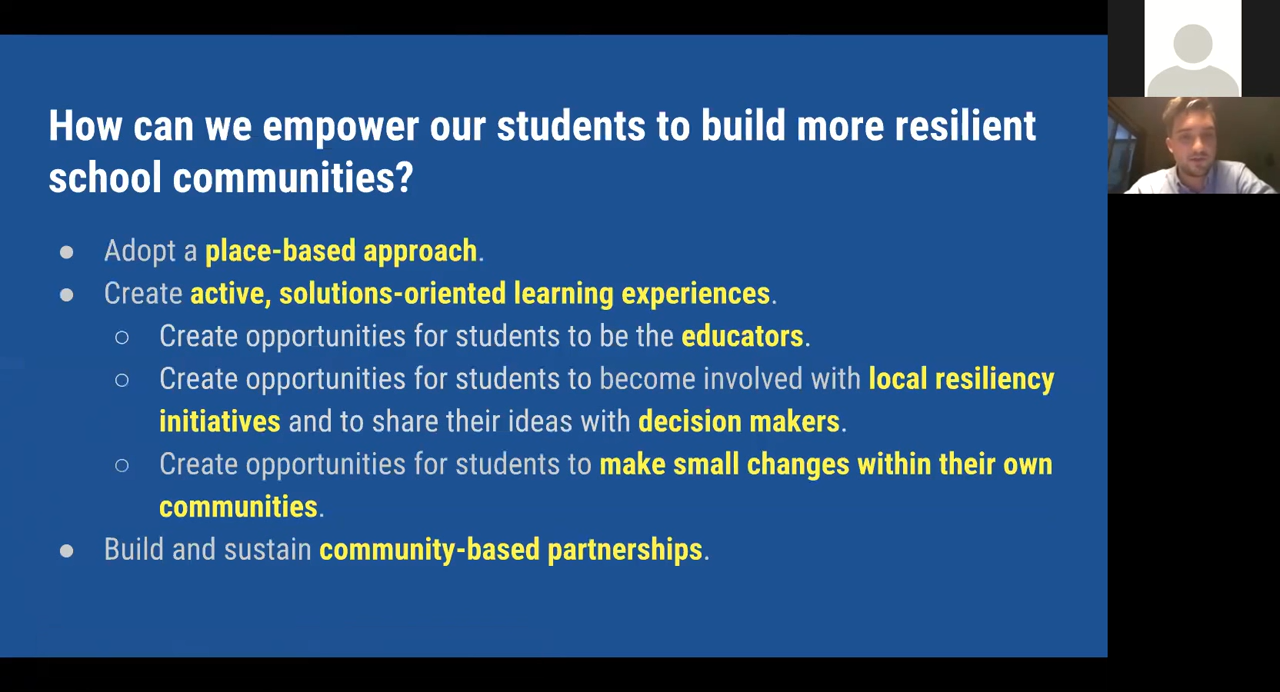 How can we empower our students to build more resilient
school communities?
● Adopt a place-based approach.
● Create active, solutions-oriented learning experiences.
○ Create opportunities for students to be the educators.
○ Create opportunities for students to become involved with local resiliency
initiatives and to share their ideas with decision makers.
○ Create opportunities for students to make small changes within their own
communities.
● Build and sustain community-based partnerships.